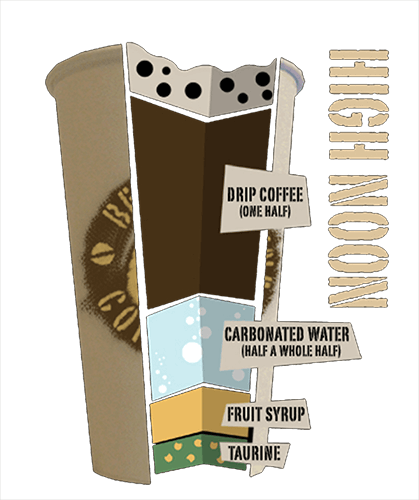 HIGH NOON
DRIP COFFEE
(ONE HALF)
CARBONATED WATER
(HALF A WHOLE HALF)
FRUIT SYRUP
TAURINE